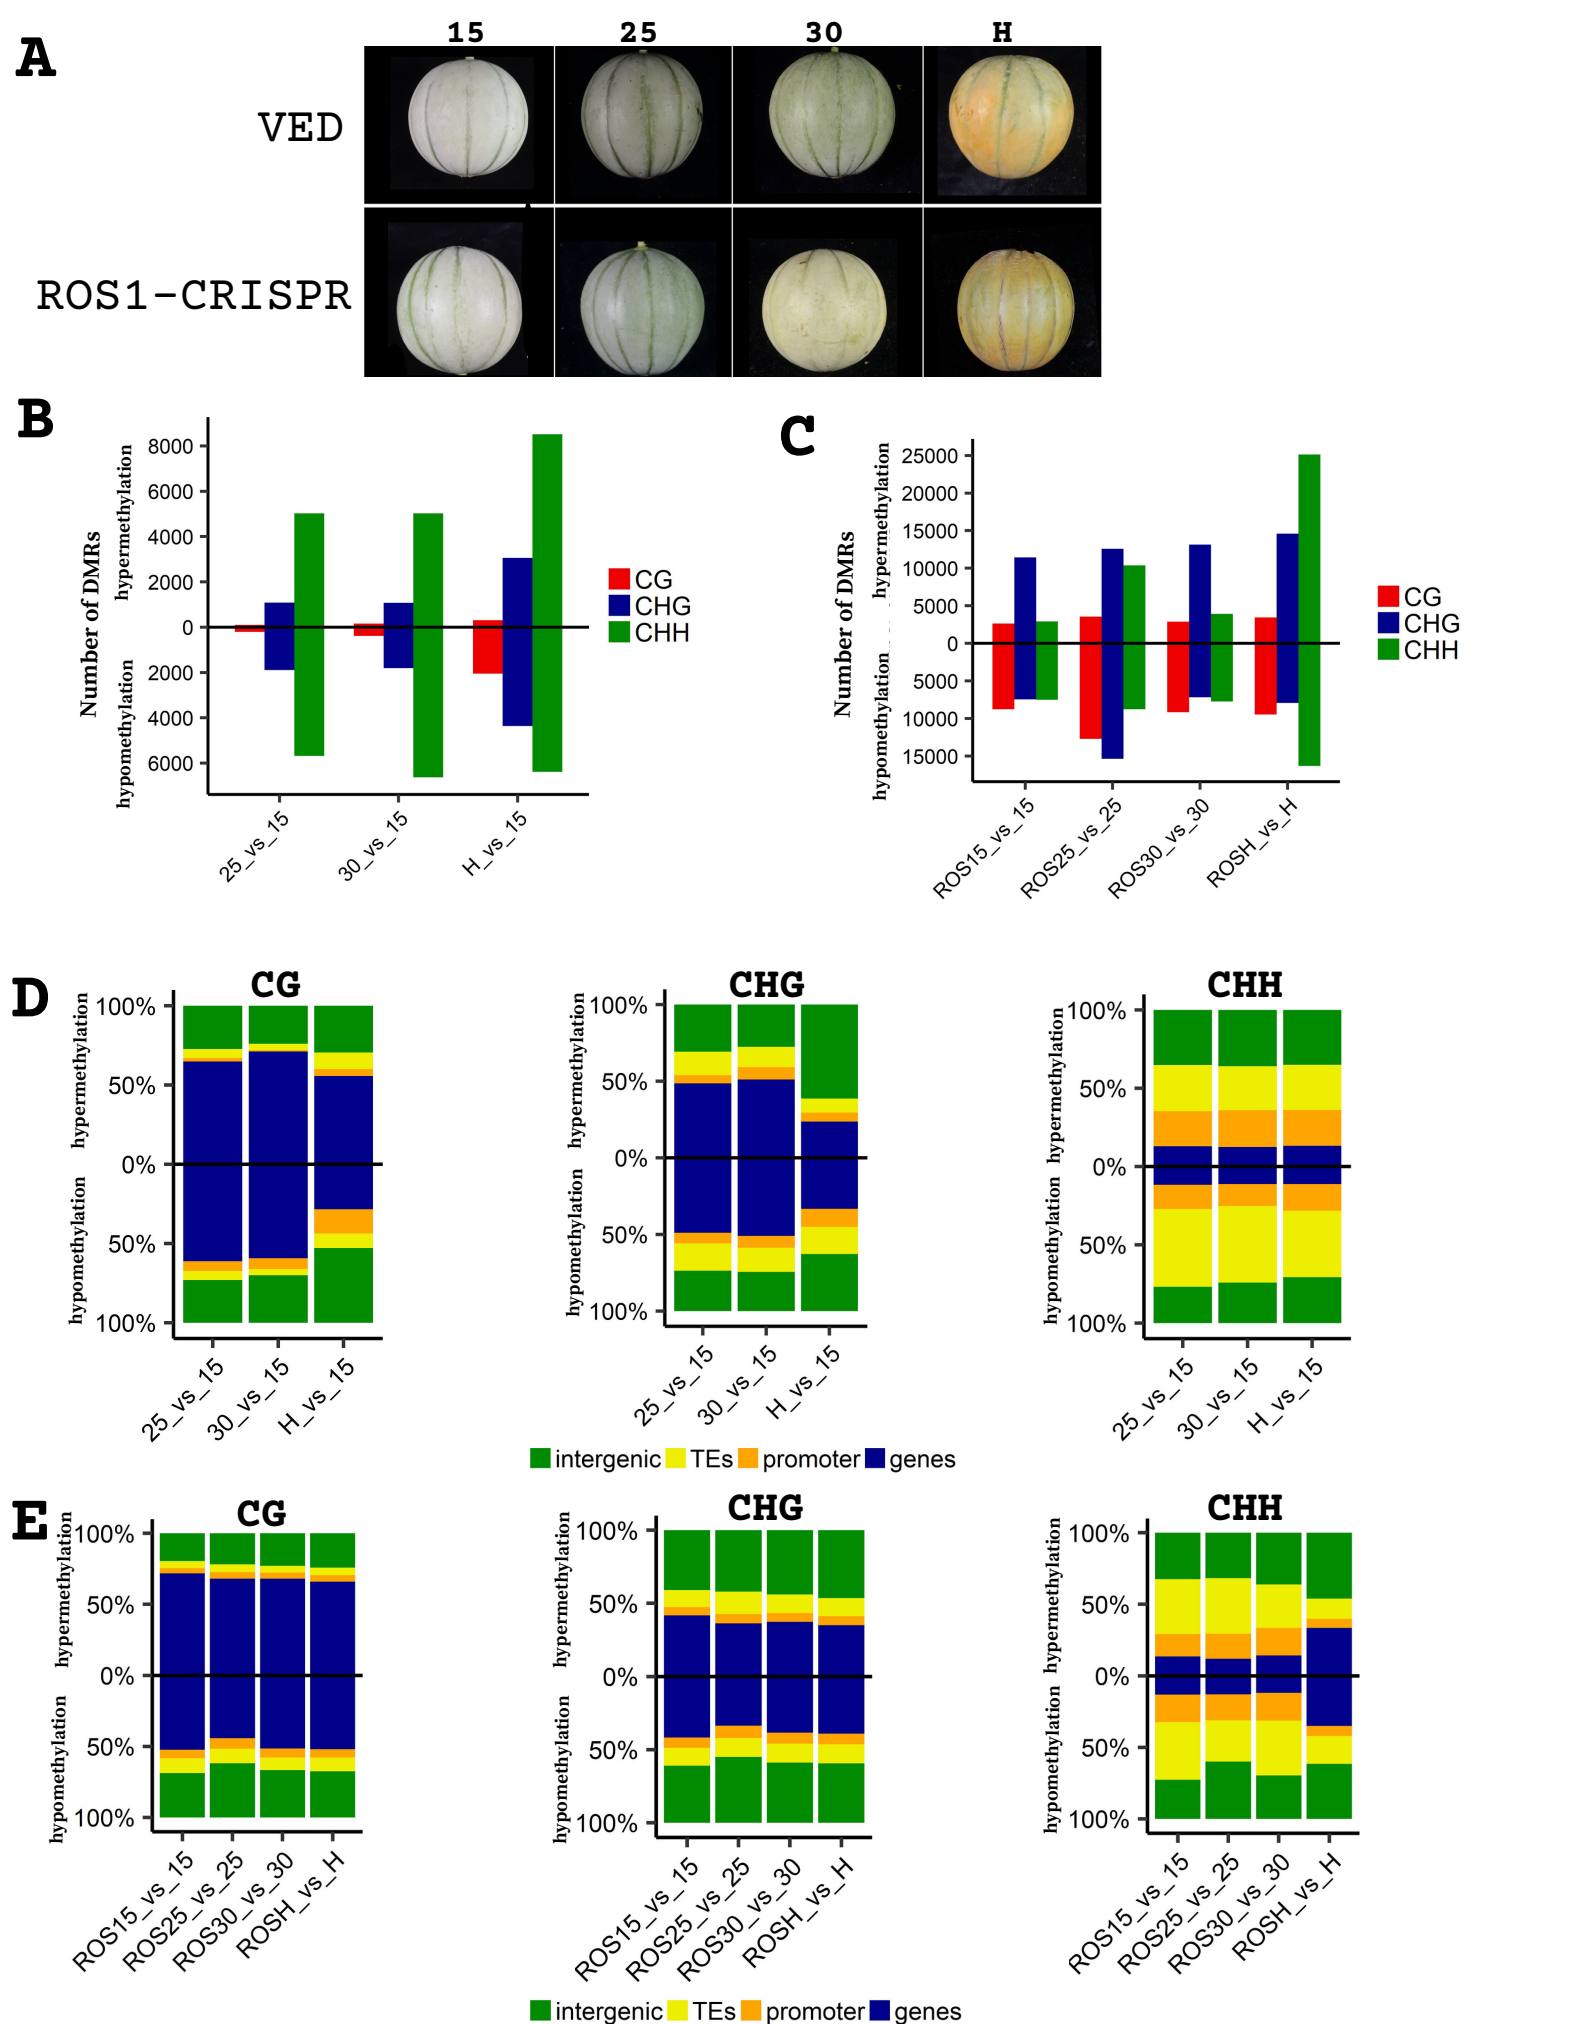 A
15 25 30 H
VED
ROS1-CRISPR
B
Number of DMRs
hypermethylation
hypomethylation
8000
6000
4000
2000
0
2000
4000
6000
25_vs_15 30_vs_15 H_vs_15
CG
CHG
CHH
C
Number of DMRs
hypermethylation
hypomethylation
25000
20000
15000
10000
5000
0
5000
10000
15000
ROS15_vs_15 ROS25_vs_25 ROS30_vs_30 ROSH_vs_H
CG
CHG
CHH
D
CG
hypermethylation
hypomethylation
100%
50%
0%
50%
100%
25_vs_15 30_vs_15 H_vs_15
CHG
hypermethylation
hypomethylation
100%
50%
0%
50%
100%
25_vs_15 30_vs_15 H_vs_15
CHH
hypermethylation
hypomethylation
100%
50%
0%
50%
100%
25_vs_15 30_vs_15 H_vs_15
intergenic TEs promoter genes
E
CG
hypermethylation
hypomethylation
100%
50%
0%
50%
100%
ROS15_vs_15 ROS25_vs_25 ROS30_vs_30 ROSH_vs_H
CHG
hypermethylation
hypomethylation
100%
50%
0%
50%
100%
ROS15_vs_15 ROS25_vs_25 ROS30_vs_30 ROSH_vs_H
CHH
hypermethylation
hypomethylation
100%
50%
0%
50%
100%
ROS15_vs_15 ROS25_vs_25 ROS30_vs_30 ROSH_vs_H
intergenic TEs promoter genes